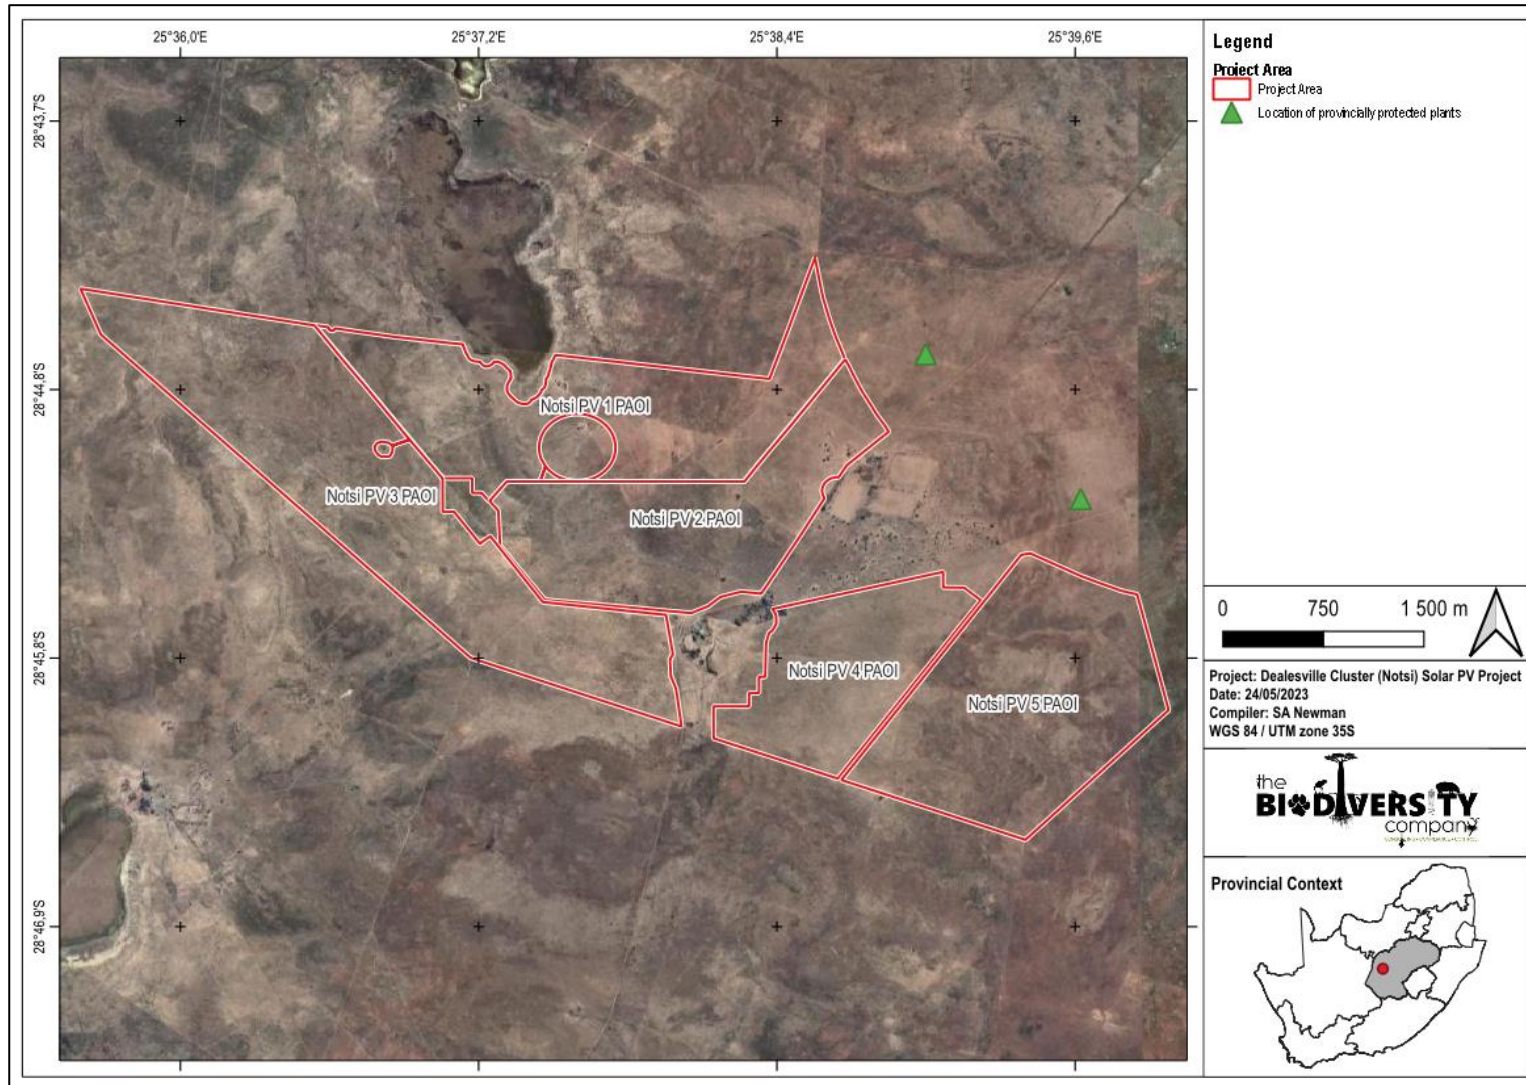 25°36,0'E
25°37,2'E
25°38,4'E
25°39,6'E
28°43,7'S
28°44,8'S
28°45,8'S
28°46,9'S
Notsi PV 1 PAOI
Notsi PV 3 PAOI
Notsi PV 2 PAOI
Notsi PV 4 PAOI
Notsi PV 5 PAOI
Legend
Project Area
Project Area
Location of provincially protected plants
0 750 1 500 m
Project: Dealesville Cluster (Notsi) Solar PV Project
Date: 24/05/2023
Compiler: SA Newman
WGS 84 / UTM zone 35S
the
BIODIVERSITY
company
Provincial Context